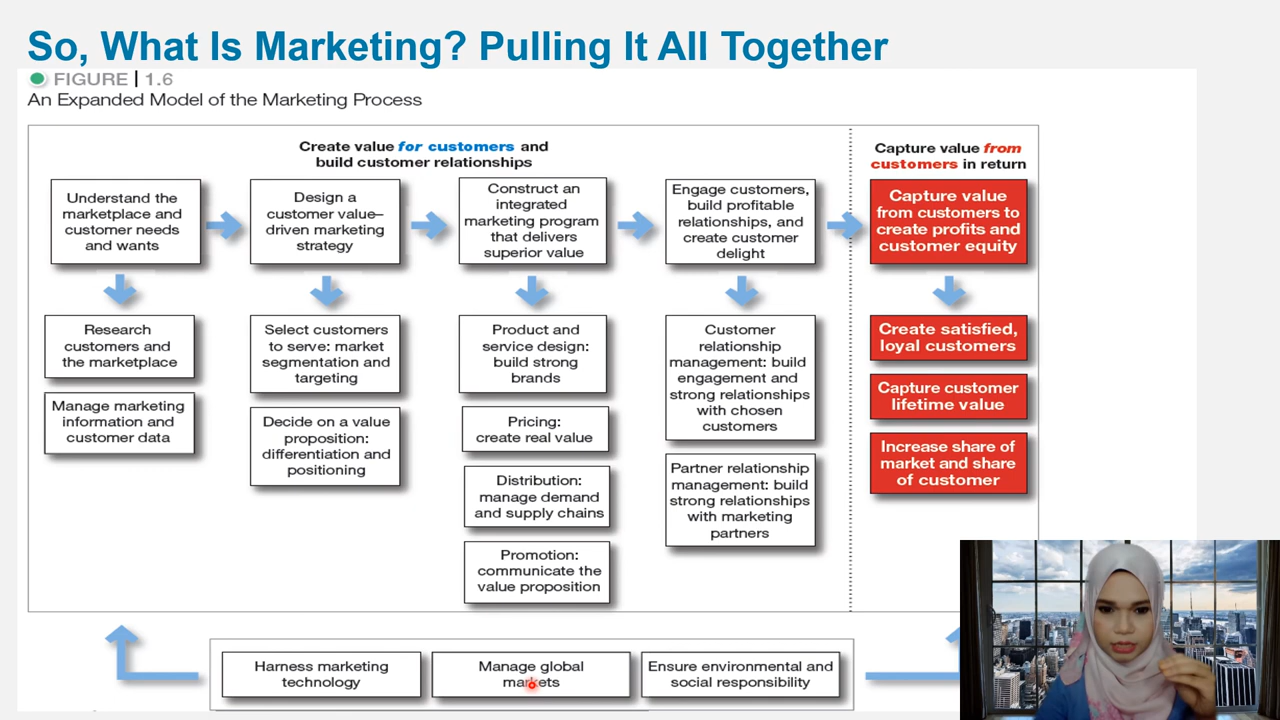 So, What Is Marketing? Pulling It All Together
FIGURE | 1.6
An Expanded Model of the Marketing Process
Create value for customers and
build customer relationships
Capture value from
customers in return
Understand the
marketplace and
customer needs
and wants
Design a
customer value–
driven marketing
strategy
Construct an
integrated
marketing program
that delivers
superior value
Engage customers,
build profitable
relationships, and
create customer
delight
Capture value
from customers to
create profits and
customer equity
Research
customers and
the marketplace
Manage marketing
information and
customer data
Select customers
to serve: market
segmentation and
targeting
Decide on a value
proposition:
differentiation and
positioning
Product and
service design:
build strong
brands
Pricing:
create real value
Distribution:
manage demand
and supply chains
Promotion:
communicate the
value proposition
Customer
relationship
management: build
engagement and
strong relationships
with chosen
customers
Partner relationship
management: build
strong relationships
with marketing
partners
Create satisfied,
loyal customers
Capture customer
lifetime value
Increase share of
market and share
of customer
Harness marketing
technology
Manage global
markets
Ensure environmental and
social responsibility